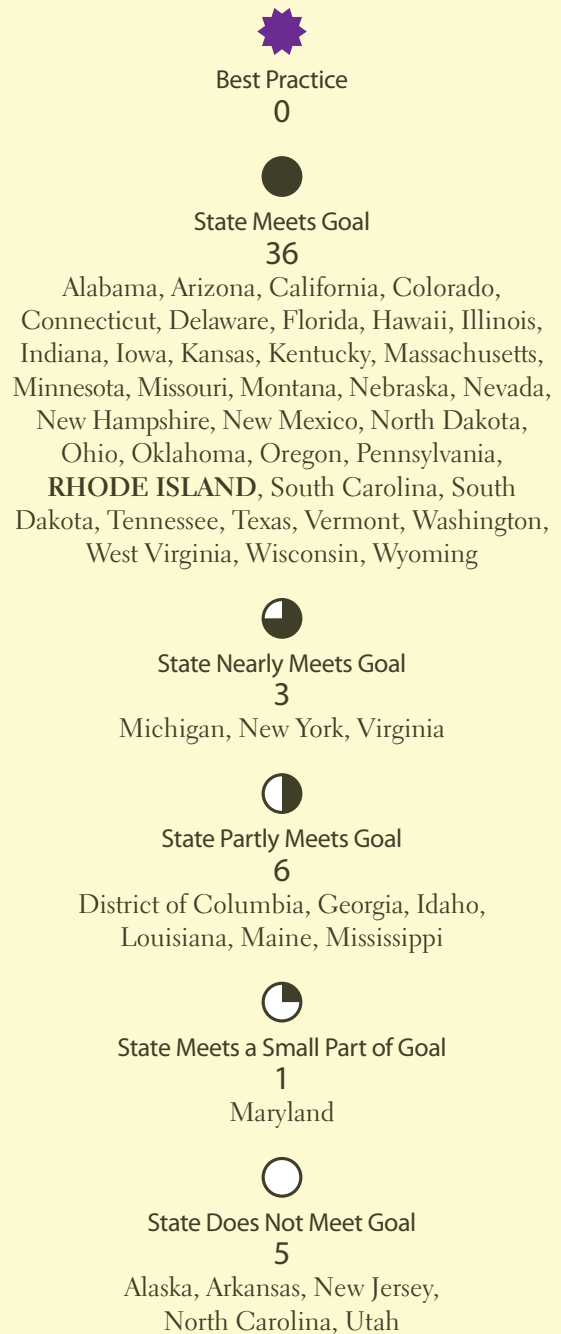 Best Practice
0
State Meets Goal
36
Alabama, Arizona, California, Colorado,
Connecticut, Delaware, Florida, Hawaii, Illinois,
Indiana, Iowa, Kansas, Kentucky, Massachusetts,
Minnesota, Missouri, Montana, Nebraska, Nevada,
New Hampshire, New Mexico, North Dakota,
Ohio, Oklahoma, Oregon, Pennsylvania,
RHODE ISLAND, South Carolina, South
Dakota, Tennessee, Texas, Vermont, Washington,
West Virginia, Wisconsin, Wyoming
State Nearly Meets Goal
3
Michigan, New York, Virginia
State Partly Meets Goal
6
District of Columbia, Georgia, Idaho,
Louisiana, Maine, Mississippi
State Meets a Small Part of Goal
1
Maryland
State Does Not Meet Goal
5
Alaska, Arkansas, New Jersey,
North Carolina, Utah